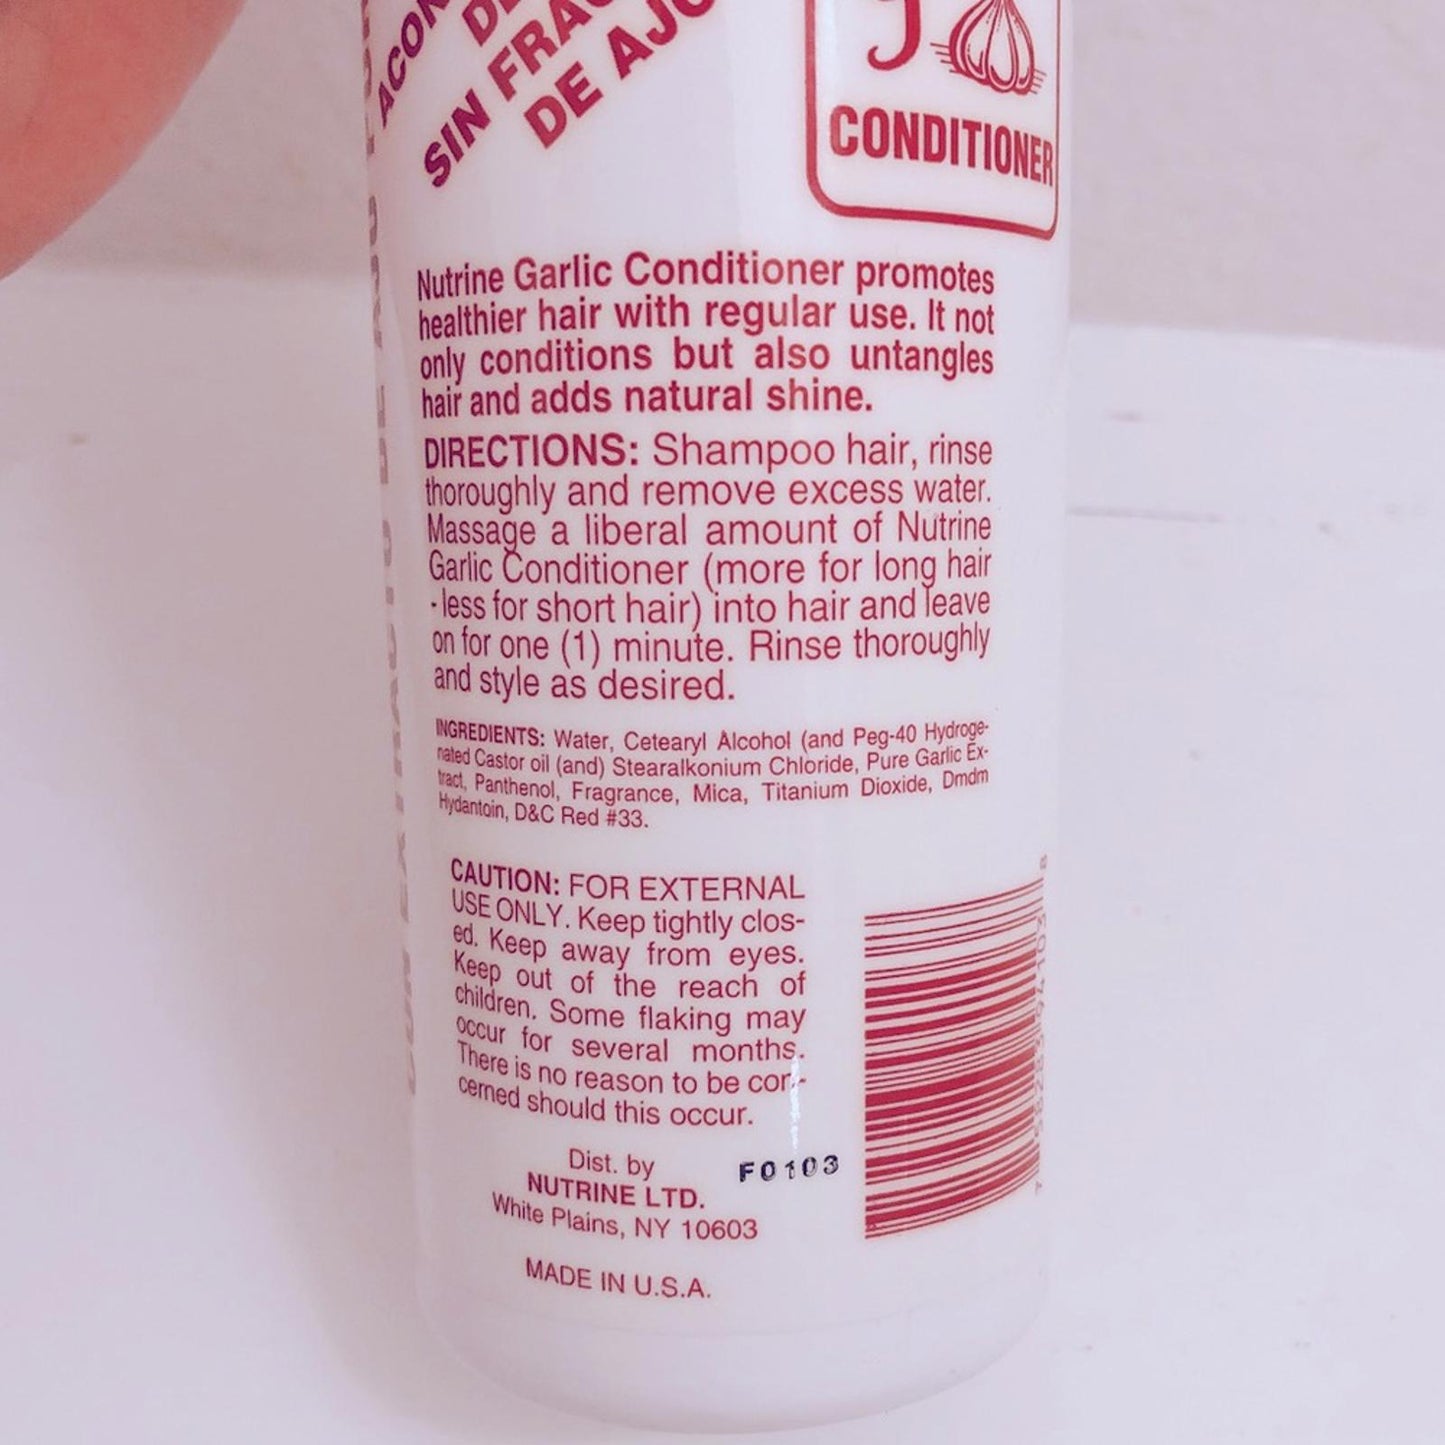 SIN
DE
CONDITIONER
Nutrine Garlic Conditioner promotes
healthier hair with regular use. It not
only conditions but also untangles
hair and adds natural shine.
DIRECTIONS: Shampoo hair, rinse
thoroughly and remove excess water.
Massage a liberal amount of Nutrine
Garlic Conditioner (more for long hair
- less for short hair) into hair and leave
on for one (1) minute. Rinse thoroughly
and style as desired.
INGREDIENTS: Water, Cetearyl Alcohol (and Peg-40 Hydroge-
nated Castor oil (and) Stearalkonium Chloride, Pure Garlic Ex-
tract, Panthenol, Fragrance, Mica, Titanium Dioxide, Dmdm
Hydantoin, D&C Red #33.
CAUTION: FOR EXTERNAL
USE ONLY. Keep tightly clos-
ed. Keep away from eyes.
Keep out of the reach of
children. Some flaking may
occur for several months.
There is no reason to be con-
cerned should this occur.
Dist. by
NUTRINE LTD.
White Plains, NY 10603
F0103
MADE IN U.S.A.